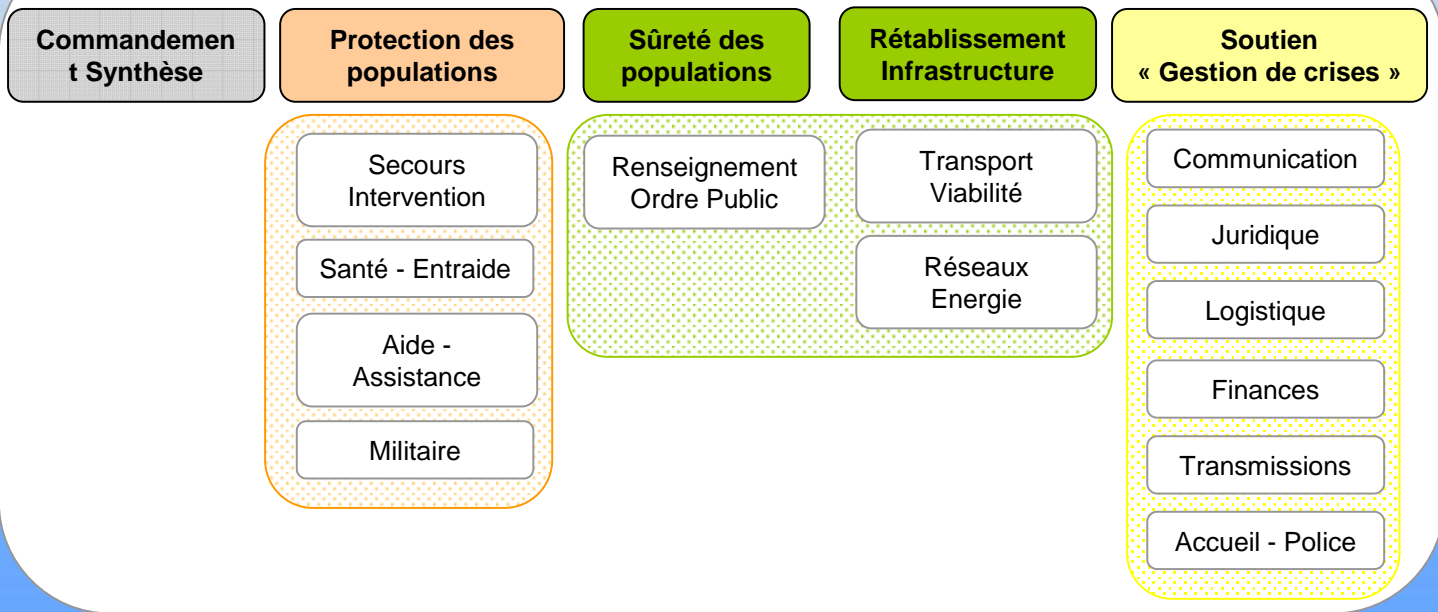 Commandemen
t Synthèse
Protection des
populations
Sûreté des
populations
Rétablissement
Infrastructure
Soutien
« Gestion de crises »
Secours
Intervention
Santé - Entraide
Aide -
Assistance
Militaire
Renseignement
Ordre Public
Transport
Viabilité
Réseaux
Energie
Communication
Juridique
Logistique
Finances
Transmissions
Accueil - Police